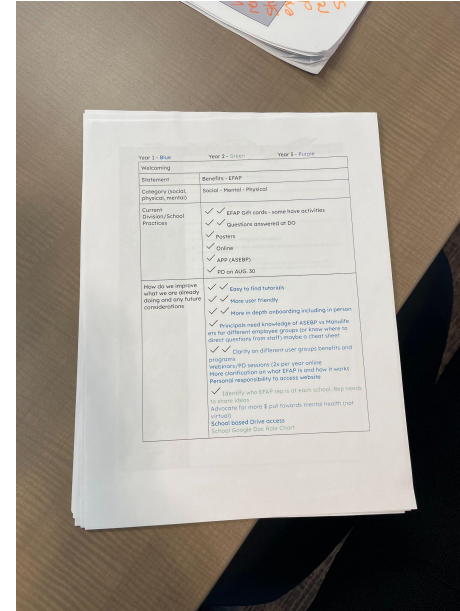 Year 1 - Blue Year 2 - Green Year 3 - Purple
Welcoming
Statement Benefits - EFAP
Category (social, physical, mental) Social - Mental - Physical
Current
Division/School
Practices
✓ ✓ EFAP Gift cards - some have activities
✓ ✓ Questions answered at DO
✓ Posters
✓ Online
✓ APP (ASEBP)
✓ PD on AUG. 30
How do we improve
what we are already
doing and any future
considerations
✓ ✓ Easy to find tutorials
✓ ✓ More user friendly
✓ ✓ More in depth onboarding including in person
✓ Principals need knowledge of ASEBP vs Manulife
etc for different employee groups (or know where to
direct questions from staff) maybe a cheat sheet
✓ ✓ Clarity on different user groups benefits and
programs
Webinars/PD sessions (2x per year online
More clarification on what EFAP is and how it works
Personal responsibility to access website
✓ Identify who EFAP rep is at each school. Rep needs
to share ideas
Advocate for more $ put towards mental health (not
virtual)
School based Drive access
School Google Doc Role Chart